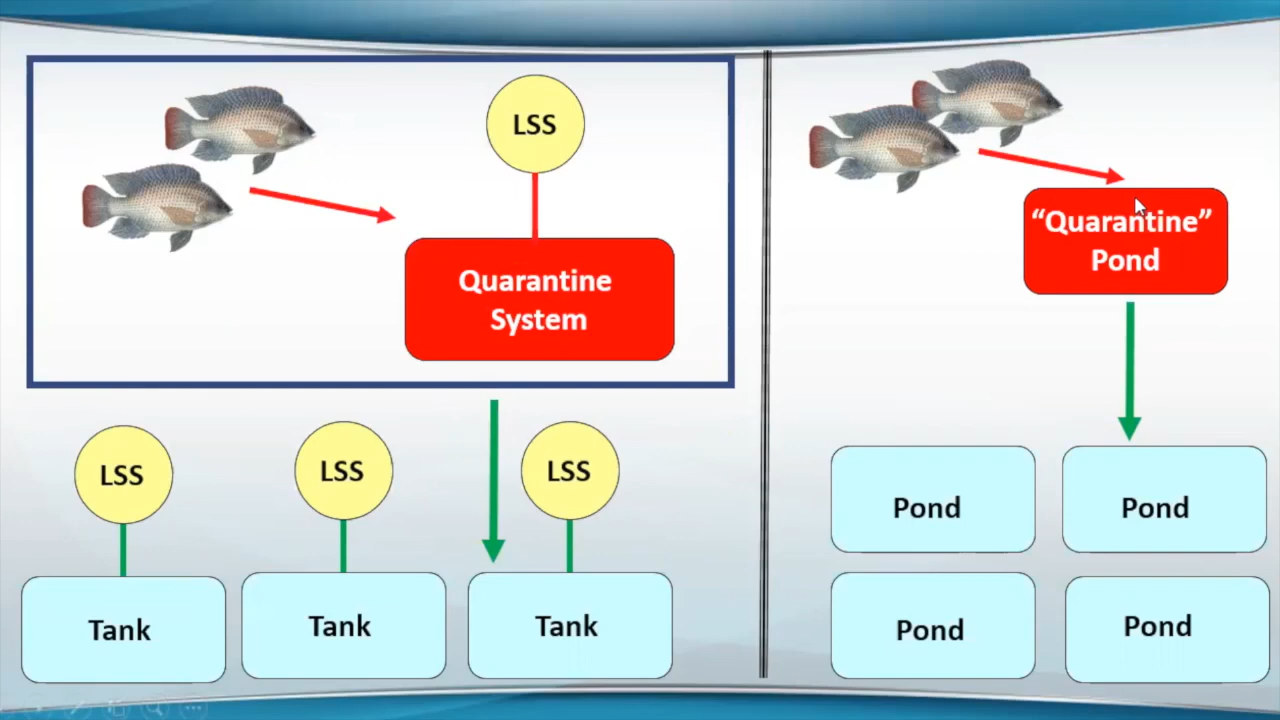 LSS
Quarantine
System
LSS
LSS
LSS
Tank
Tank
Tank
“Quarantine”
Pond
Pond
Pond
Pond
Pond